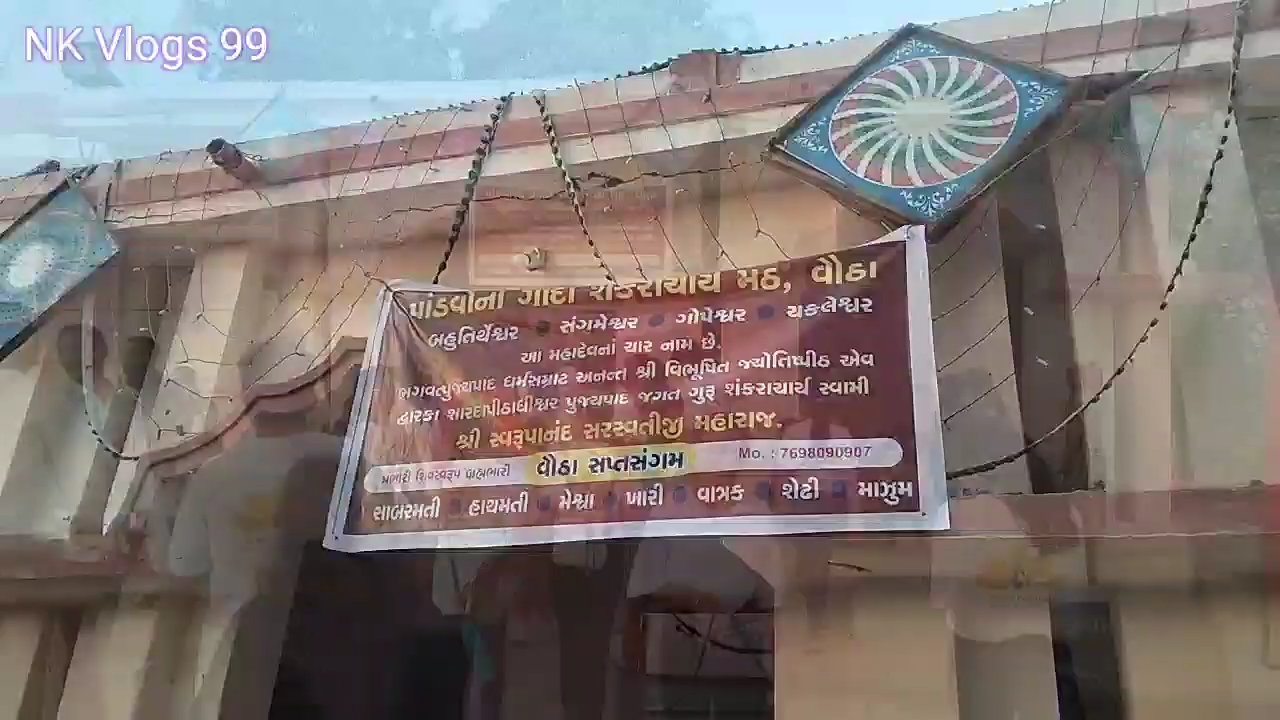 NK Vlogs 99
પાંડવોના ગાદી શંકરાચાર્ય મઠ, વૌઠા
બહુતિર્થેશ્વર સંગમેશ્વર ગોપેશ્વર ચકલેશ્વર
આ મહાદેવનાં ચાર નામ છે.
ભગવત્પુજ્યપાદ ધર્મસમ્રાટ અનન્ત શ્રી વિભૂષિત જ્યોતિષ્પીઠ એવ
દ્વારકા શારદાપીઠાધીશ્વર પુજ્યપાદ જગત ગુરૂ શંકરાચાર્ય સ્વામી
શ્રી સ્વરૂપાનંદ સરસ્વતીજી મહારાજ.
વૌઠા સપ્તસંગમ Mo. : 7698090907
સાબરમતી હાથમતી મેશ્વા ખારી વાત્રક શેઢી માઝુમ